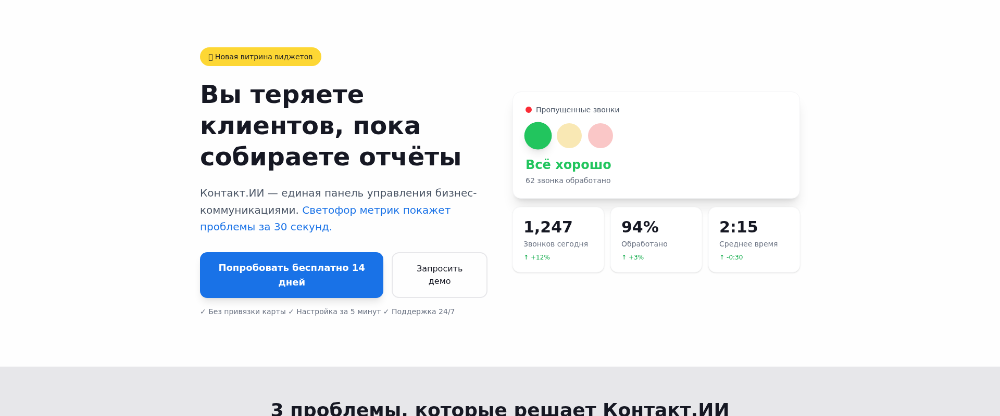 Новая витрина виджетов
Вы теряете
клиентов, пока
собираете отчёты
Контакт.ИИ — единая панель управления бизнес-
коммуникациями. Светофор метрик покажет
проблемы за 30 секунд.
Попробовать бесплатно 14
дней
Запросить
демо
✓ Без привязки карты ✓ Настройка за 5 минут ✓ Поддержка 24/7
Пропущенные звонки
Всё хорошо
62 звонка обработано
1,247
Звонков сегодня
↑ +12%
94%
Обработано
↑ +3%
2:15
Среднее время
↑ -0:30
3 проблемы, которые решает Контакт.ИИ